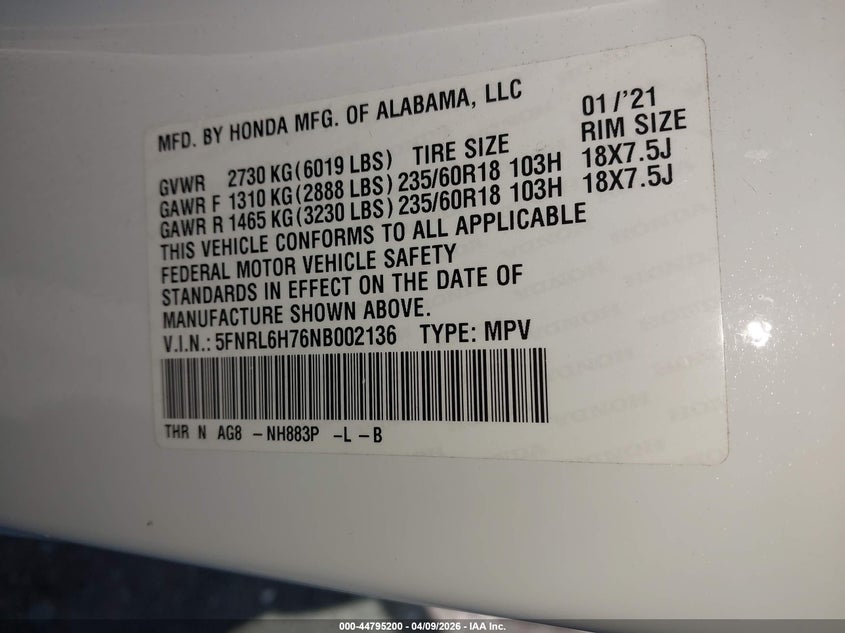 MFD. BY HONDA MFG. OF ALABAMA, LLC 01/'21
GVWR 2730 KG(6019 LBS) TIRE SIZE RIM SIZE
GAWR F 1310 KG(2888 LBS) 235/60R18 103H 18X7.5J
GAWR R 1465 KG(3230 LBS) 235/60R18 103H 18X7.5J
THIS VEHICLE CONFORMS TO ALL APPLICABLE
FEDERAL MOTOR VEHICLE SAFETY
STANDARDS IN EFFECT ON THE DATE OF
MANUFACTURE SHOWN ABOVE.
V.I.N.: 5FNRL6H76NB002136 TYPE: MPV
THR N AG8 -NH883P -L -B
000-44795200 - 04/09/2026 - IAA Inc.